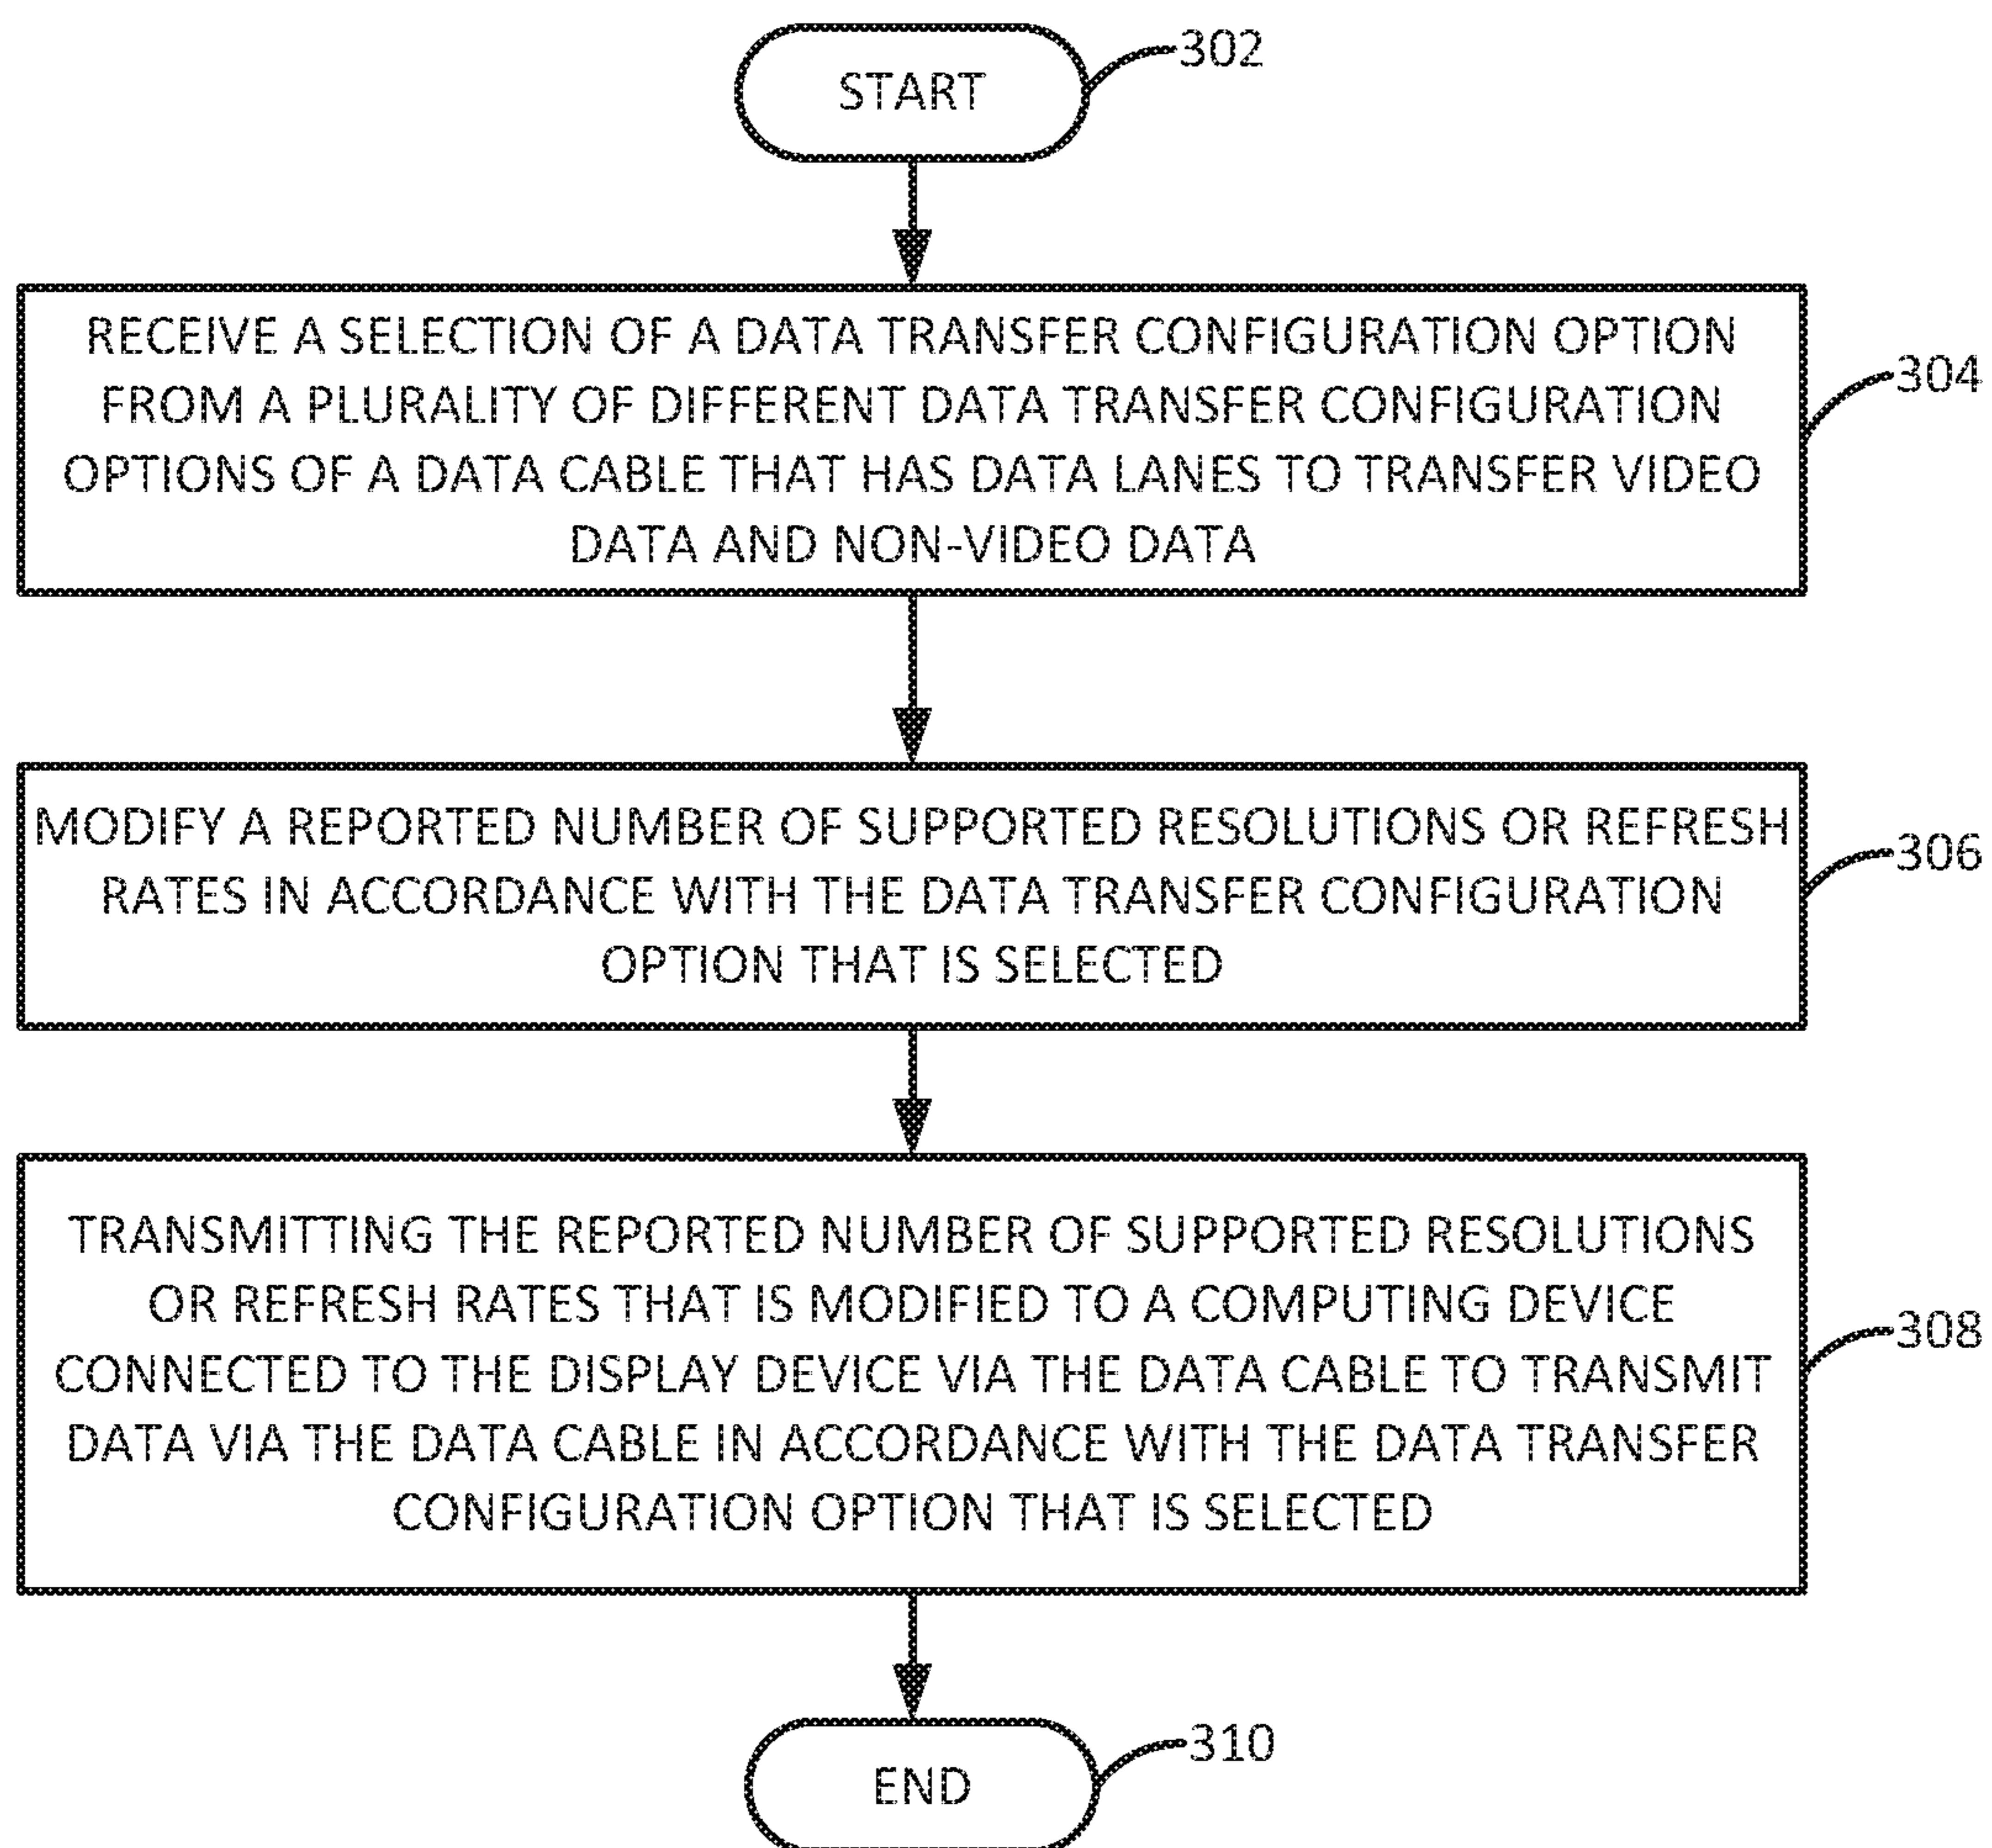 START
302
RECEIVE A SELECTION OF A DATA TRANSFER CONFIGURATION OPTION
FROM A PLURALITY OF DIFFERENT DATA TRANSFER CONFIGURATION
OPTIONS OF A DATA CABLE THAT HAS DATA LANES TO TRANSFER VIDEO
DATA AND NON-VIDEO DATA
304
MODIFY A REPORTED NUMBER OF SUPPORTED RESOLUTIONS OR REFRESH
RATES IN ACCORDANCE WITH THE DATA TRANSFER CONFIGURATION
OPTION THAT IS SELECTED
306
TRANSMITTING THE REPORTED NUMBER OF SUPPORTED RESOLUTIONS
OR REFRESH RATES THAT IS MODIFIED TO A COMPUTING DEVICE
CONNECTED TO THE DISPLAY DEVICE VIA THE DATA CABLE TO TRANSMIT
DATA VIA THE DATA CABLE IN ACCORDANCE WITH THE DATA TRANSFER
CONFIGURATION OPTION THAT IS SELECTED
308
END
310